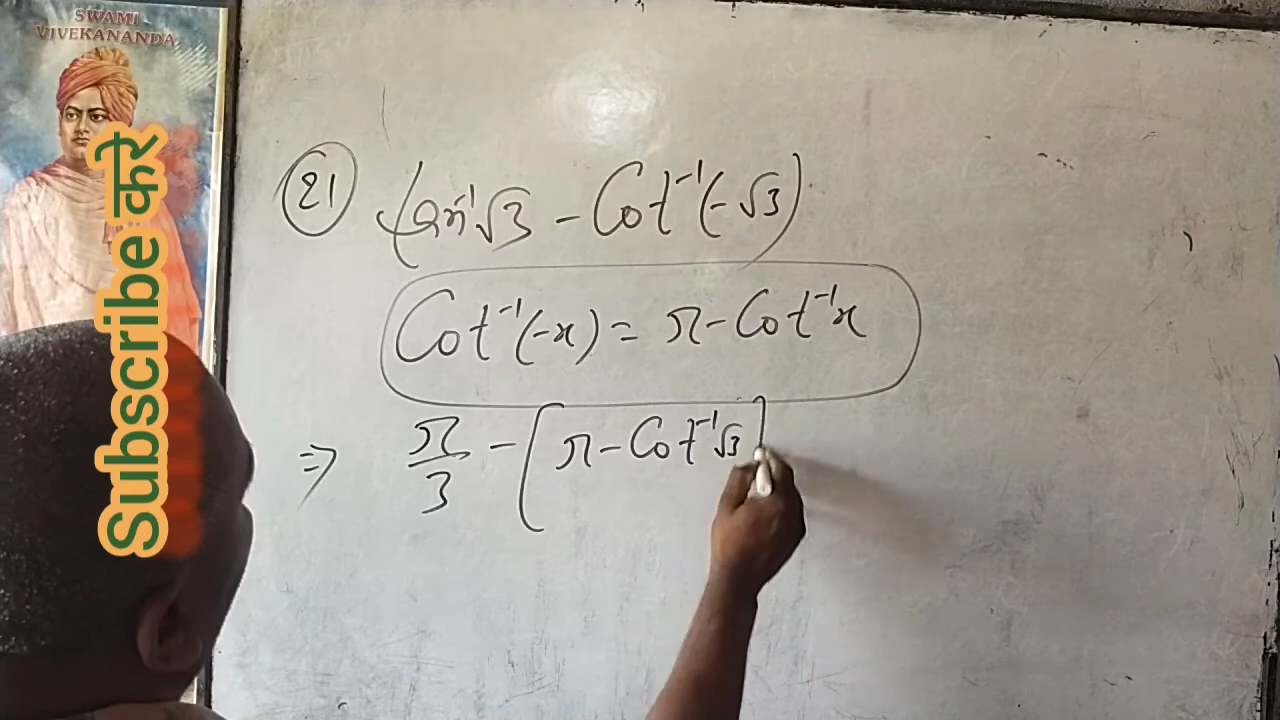 SWAMI
VIVEKANANDA
Subscribe करे
21 tan⁻¹√3 - Cot⁻¹(-√3)
Cot⁻¹(-x) = π - Cot⁻¹x
⇒ π/3 - [π - Cot⁻¹√3]